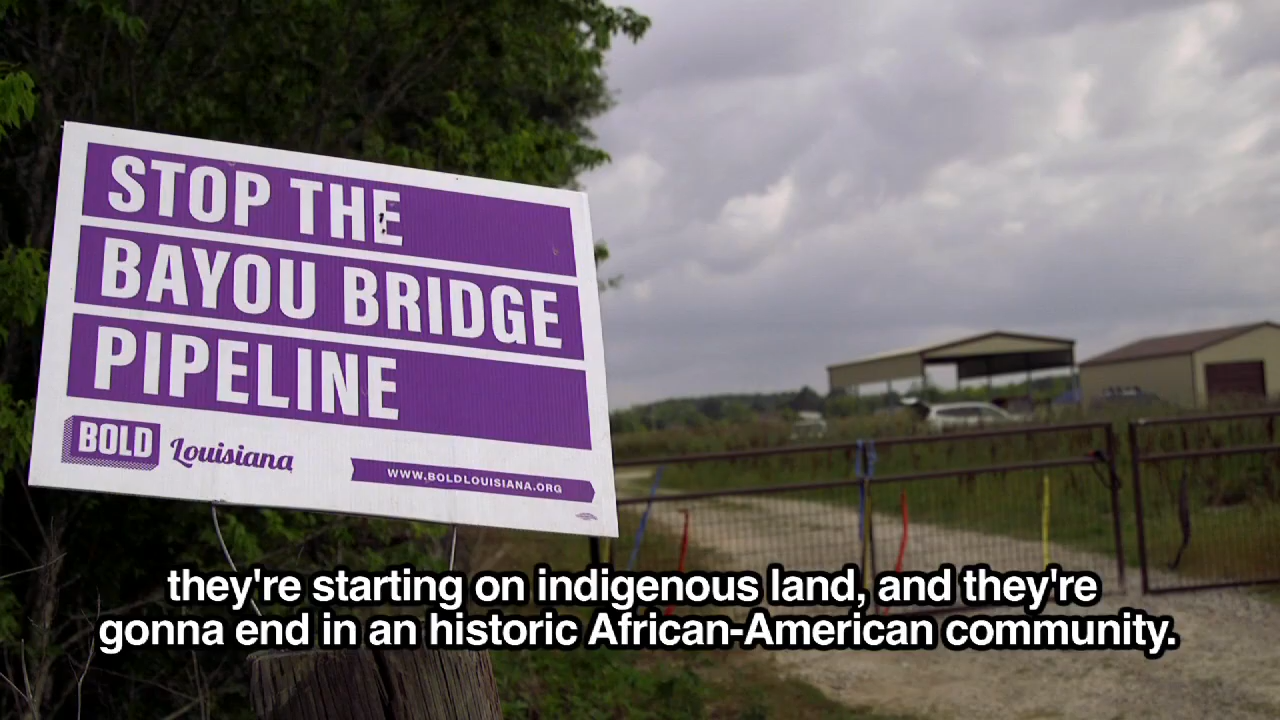 STOP THE
BAYOU BRIDGE
PIPELINE
BOLD Louisiana
WWW.BOLDLOUISIANA.ORG
they're starting on indigenous land, and they're
gonna end in an historic African-American community.